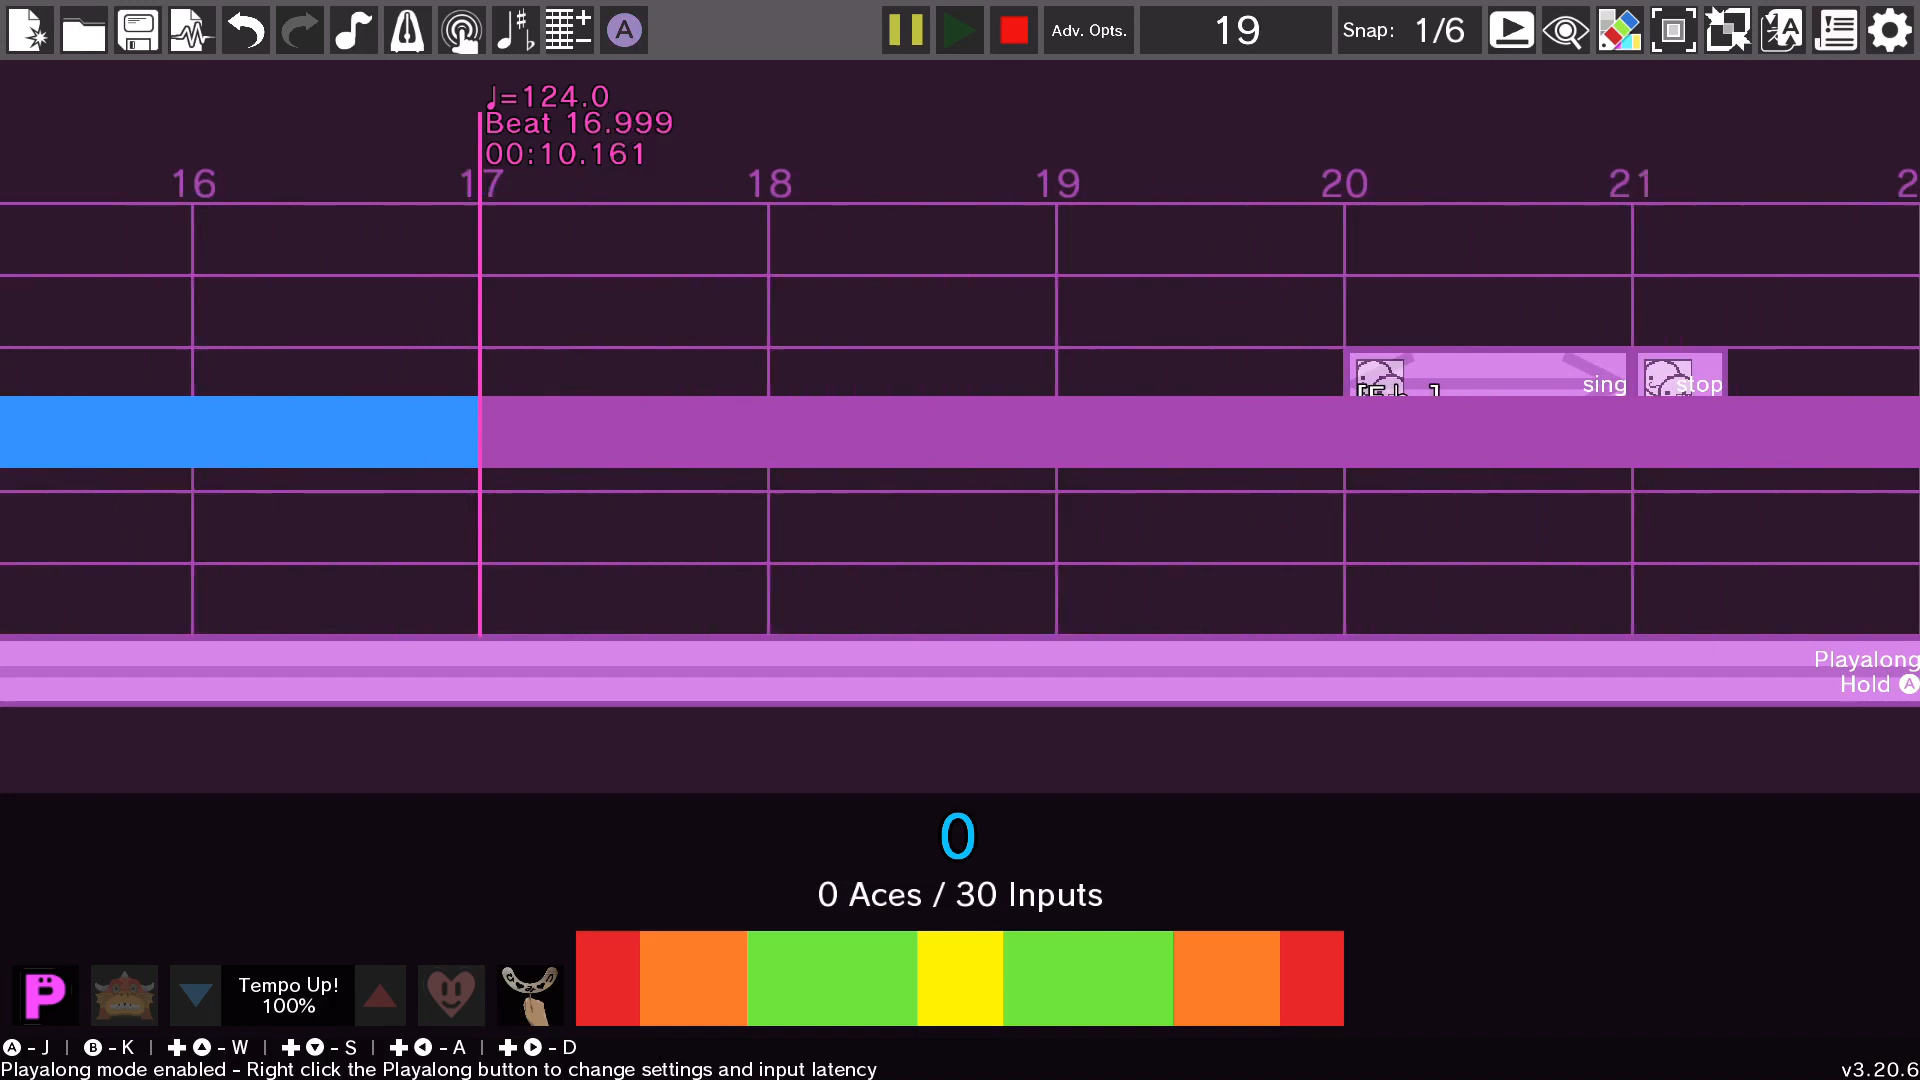 A
Adv. Opts.
19
Snap: 1/6
A
♩=124.0
Beat 16.999
00:10.161
16 17 18 19 20 21 2
sing
stop
Playalong
Hold A
0
0 Aces / 30 Inputs
P
Tempo Up!
100%
A - J | B - K | ✚▲ - W | ✚▼ - S | ✚◀ - A | ✚▶ - D
Playalong mode enabled - Right click the Playalong button to change settings and input latency
v3.20.6